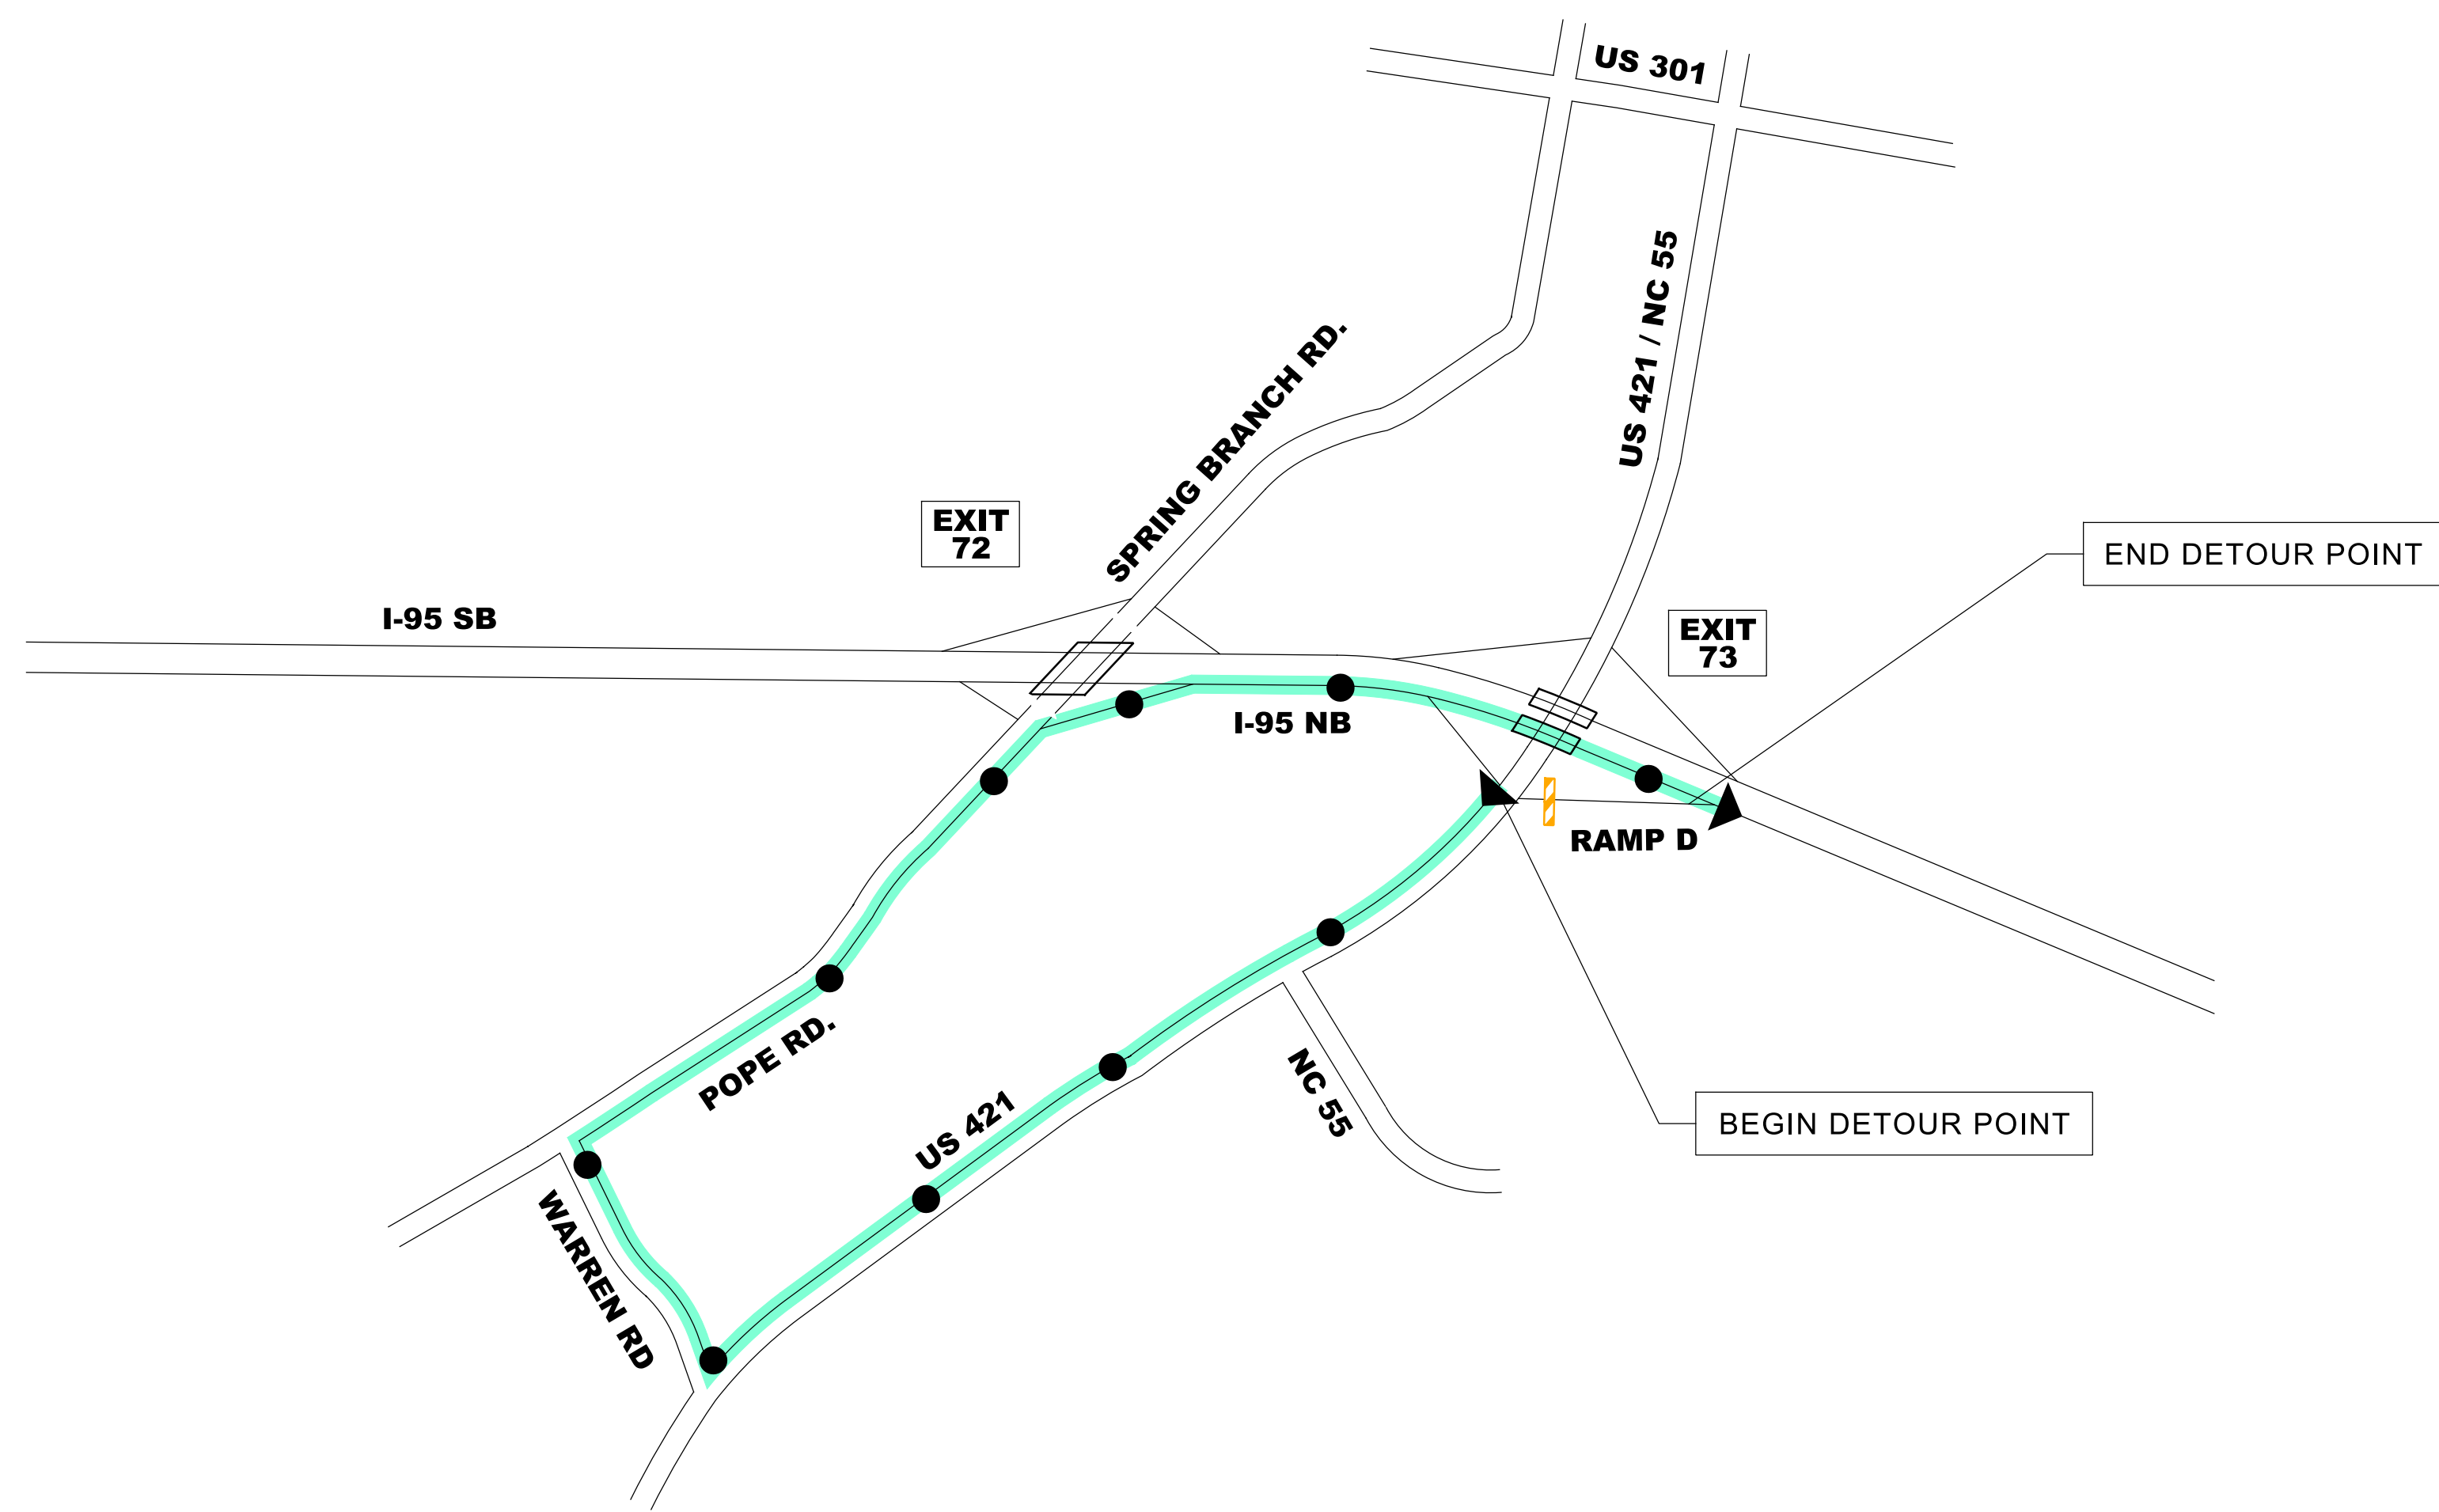 US 301
US 421 / NC 55
SPRING BRANCH RD.
EXIT
72
END DETOUR POINT
I-95 SB
EXIT
73
I-95 NB
RAMP D
POPE RD.
US 421
NC 55
BEGIN DETOUR POINT
WARREN RD